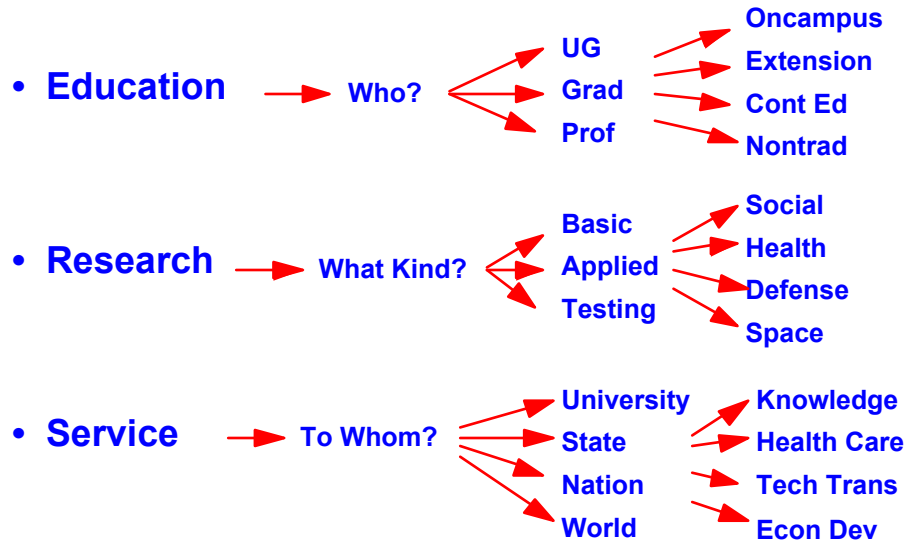 • Education
Who?
UG
Grad
Prof
Oncampus
Extension
Cont Ed
Nontrad
• Research
What Kind?
Basic
Applied
Testing
Social
Health
Defense
Space
• Service
To Whom?
University
State
Nation
World
Knowledge
Health Care
Tech Trans
Econ Dev